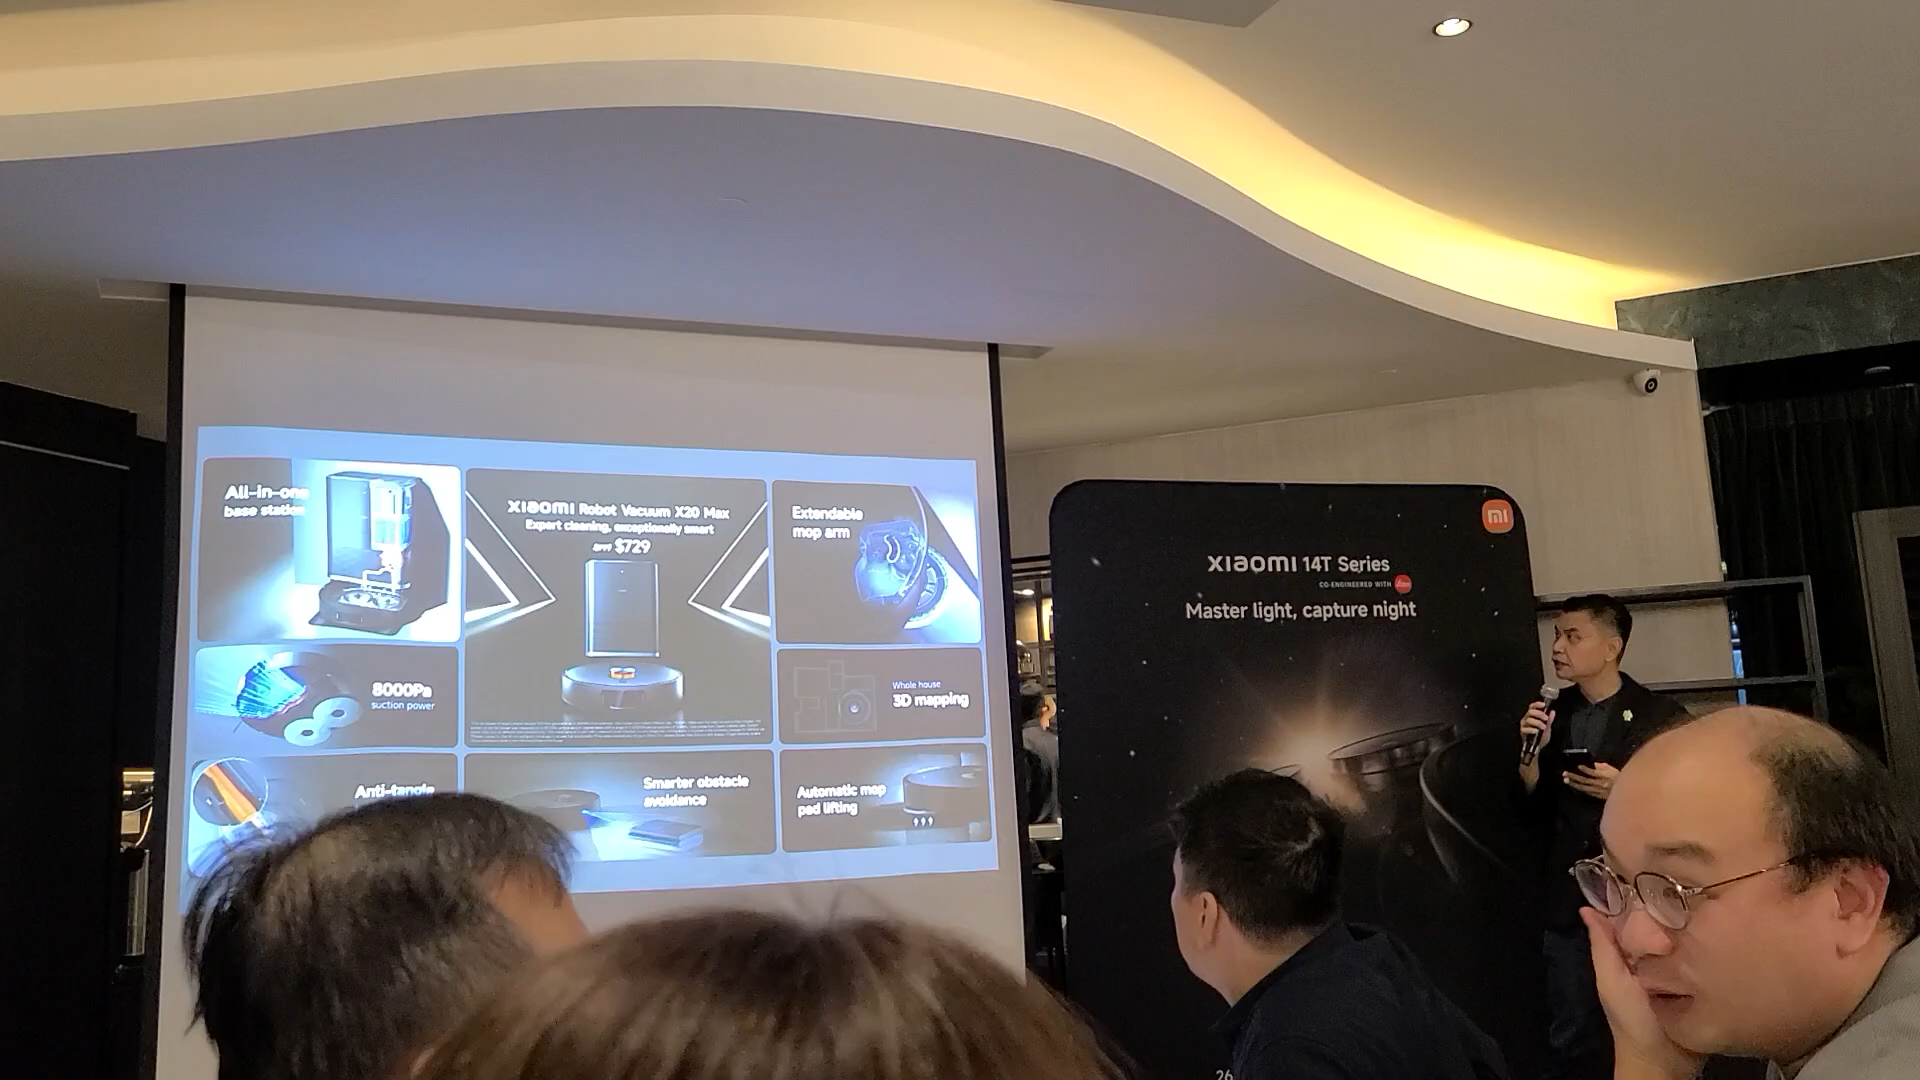 All-in-one
base station
XIAOMI Robot Vacuum X20 Max
Expert cleaning, exceptionally smart
$729
Extendable
mop arm
8000Pa
suction power
Whole house
3D mapping
Anti-tangle
Smarter obstacle
avoidance
Automatic mop
pad lifting
XIAOMI 14T Series
CO-ENGINEERED WITH
Master light, capture night
26